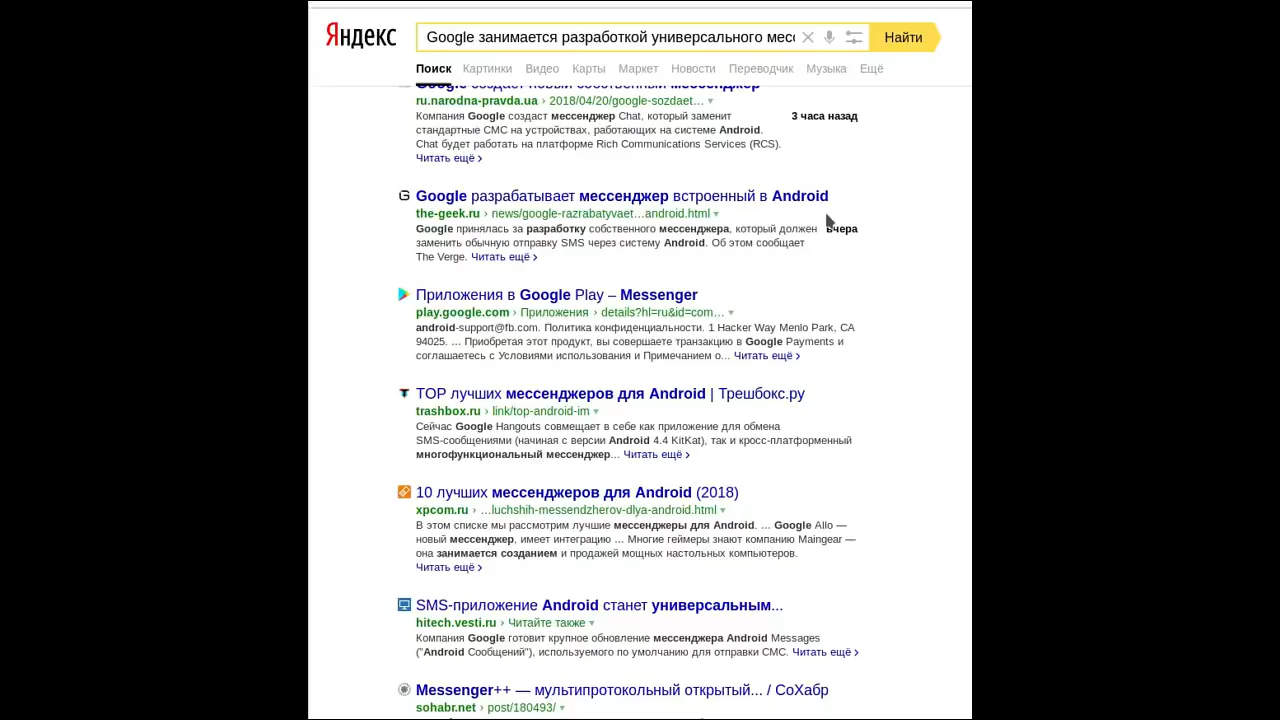 Яндекс
Google занимается разработкой универсального месс
Найти
Поиск Картинки Видео Карты Маркет Новости Переводчик Музыка Ещё
Google создает новый собственный мессенджер
ru.narodna-pravda.ua › 2018/04/20/google-sozdaet…
Компания Google создаст мессенджер Chat, который заменит 3 часа назад
стандартные СМС на устройствах, работающих на системе Android.
Chat будет работать на платформе Rich Communications Services (RCS).
Читать ещё ›
Google разрабатывает мессенджер встроенный в Android
the-geek.ru › news/google-razrabatyvaet…android.html
Google принялась за разработку собственного мессенджера, который должен вчера
заменить обычную отправку SMS через систему Android. Об этом сообщает
The Verge. Читать ещё ›
Приложения в Google Play – Messenger
play.google.com › Приложения › details?hl=ru&id=com…
android-support@fb.com. Политика конфиденциальности. 1 Hacker Way Menlo Park, CA
94025. ... Приобретая этот продукт, вы совершаете транзакцию в Google Payments и
соглашаетесь с Условиями использования и Примечанием о... Читать ещё ›
TOP лучших мессенджеров для Android | Трешбокс.ру
trashbox.ru › link/top-android-im
Сейчас Google Hangouts совмещает в себе как приложение для обмена
SMS-сообщениями (начиная с версии Android 4.4 KitKat), так и кросс-платформенный
многофункциональный мессенджер... Читать ещё ›
10 лучших мессенджеров для Android (2018)
xpcom.ru › …luchshih-messendzherov-dlya-android.html
В этом списке мы рассмотрим лучшие мессенджеры для Android. ... Google Allo —
новый мессенджер, имеет интеграцию ... Многие геймеры знают компанию Maingear —
она занимается созданием и продажей мощных настольных компьютеров.
Читать ещё ›
SMS-приложение Android станет универсальным...
hitech.vesti.ru › Читайте также
Компания Google готовит крупное обновление мессенджера Android Messages
("Android Сообщений"), используемого по умолчанию для отправки СМС. Читать ещё ›
Messenger++ — мультипротокольный открытый... / СоХабр
sohabr.net › post/180493/